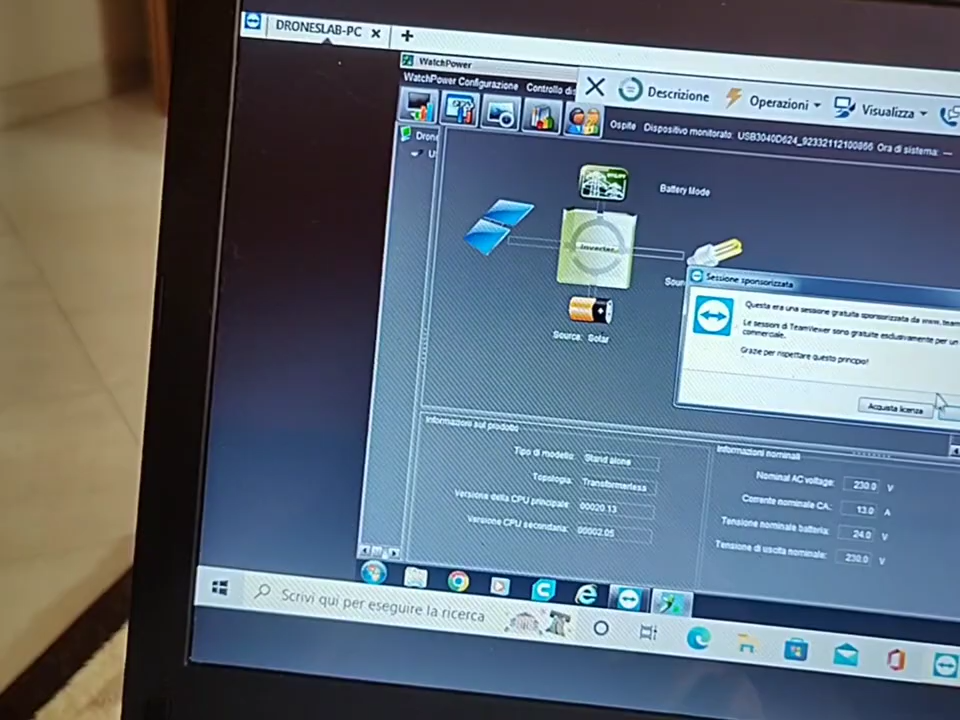 DRONESLAB-PC
WatchPower
WatchPower Configurazione Controllo di
Descrizione
Operazioni
Visualizza
Ospite Dispositivo monitorato: USB3040D624_92332112100866 Ora di sistema: —
Battery Mode
Inverter
Source: Solar
Sessione sponsorizzata
Questa era una sessione gratuita sponsorizzata da www.team
Le sessioni di TeamViewer sono gratuite esclusivamente per un
commerciale.
Grazie per rispettare questo principio!
Acquista licenza
Informazioni sul prodotto
Tipo di modello: Stand alone
Topologia: Transformerless
Versione della CPU principale: 00020.13
Versione CPU secondaria: 00002.05
Informazioni nominali
Nominal AC voltage: 230.0 V
Corrente nominale CA: 13.0 A
Tensione nominale batteria: 24.0 V
Tensione di uscita nominale: 230.0 V
Scrivi qui per eseguire la ricerca